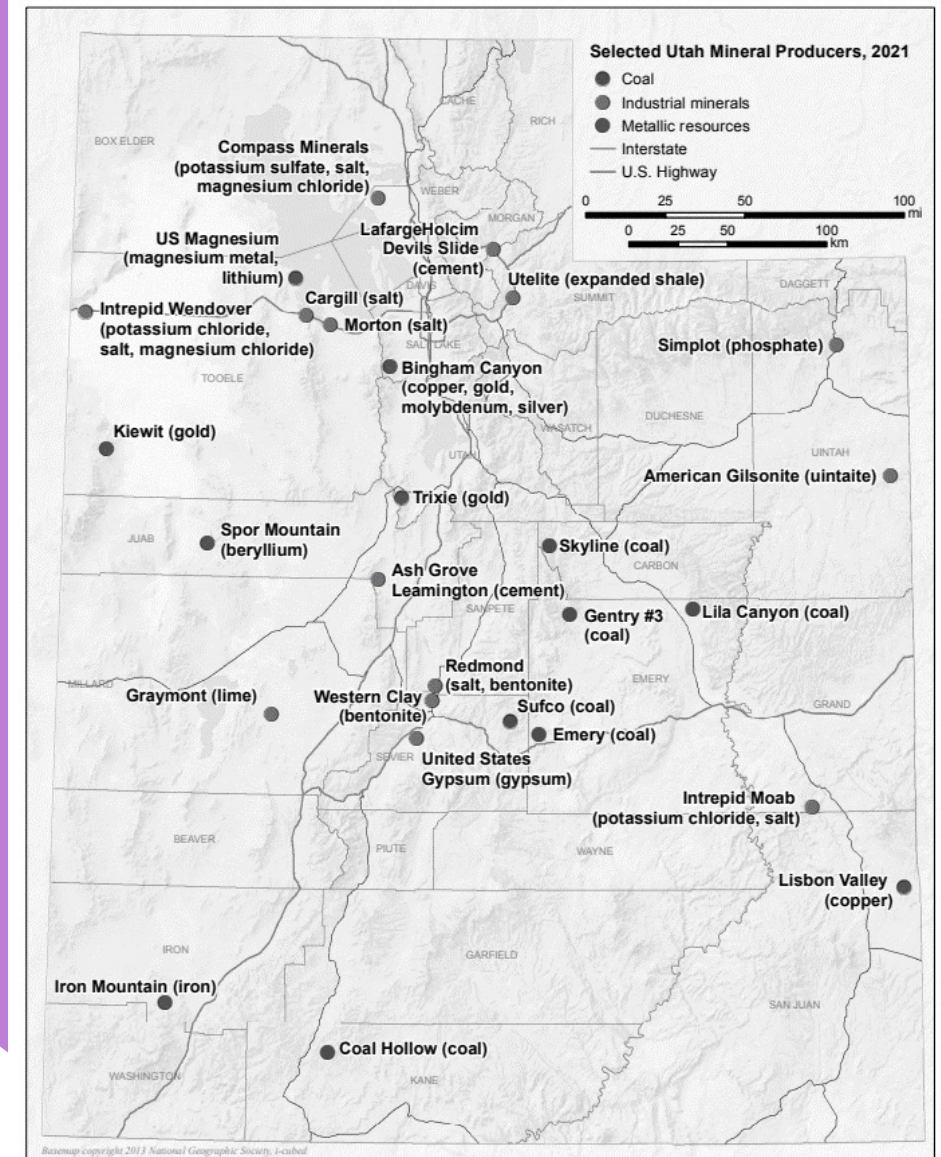 Selected Utah Mineral Producers, 2021
Coal
Industrial minerals
Metallic resources
Interstate
U.S. Highway
0 25 50 100
mi
0 25 50 100
km
CACHE
RICH
BOX ELDER
Compass Minerals
(potassium sulfate, salt,
magnesium chloride)
WEBER
MORGAN
LafargeHolcim
Devils Slide
(cement)
US Magnesium
(magnesium metal,
lithium)
DAVIS
Utelite (expanded shale)
SUMMIT
DAGGETT
Cargill (salt)
Intrepid Wendover
(potassium chloride,
salt, magnesium chloride)
Morton (salt)
SALT LAKE
Simplot (phosphate)
TOOELE
Bingham Canyon
(copper, gold,
molybdenum, silver)
DUCHESNE
WASATCH
Kiewit (gold)
UTAH
UINTAH
American Gilsonite (uintaite)
Trixie (gold)
Spor Mountain
(beryllium)
JUAB
Skyline (coal)
CARBON
Ash Grove
Leamington (cement)
SANPETE
Gentry #3
(coal)
Lila Canyon (coal)
MILLARD
Graymont (lime)
Redmond
(salt, bentonite)
Western Clay
(bentonite)
EMERY
GRAND
Sufco (coal)
Emery (coal)
SEVIER
United States
Gypsum (gypsum)
Intrepid Moab
(potassium chloride, salt)
BEAVER
PIUTE
WAYNE
Lisbon Valley
(copper)
IRON
GARFIELD
Iron Mountain (iron)
SAN JUAN
Coal Hollow (coal)
WASHINGTON
KANE
Basemap copyright 2013 National Geographic Society, i-cubed